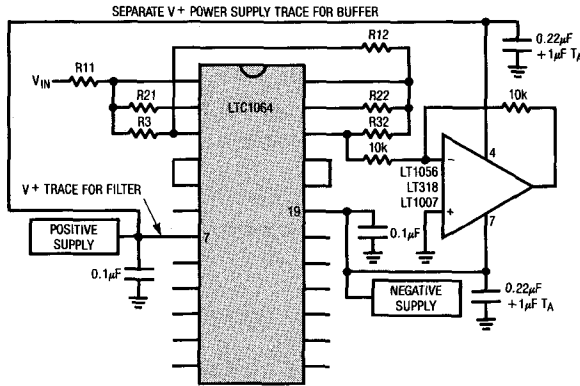 SEPARATE V+ POWER SUPPLY TRACE FOR BUFFER
R12
0.22μF
+ 1μF TA
VIN
R11
R21
R3
LTC1064
R22
R32
10k
10k
−
+
LT1056
LT318
LT1007
4
7
V+ TRACE FOR FILTER
POSITIVE
SUPPLY
7
0.1μF
19
0.1μF
NEGATIVE
SUPPLY
0.22μF
+ 1μF TA